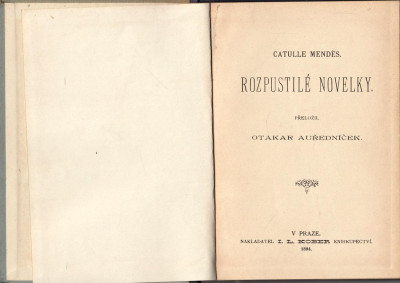 CATULLE MENDÈS.
ROZPUSTILÉ NOVELKY.
PŘELOŽIL
OTAKAR AUŘEDNÍČEK.
V PRAZE.
NAKLADATEL I. L. KOBER KNIHKUPECTVÍ.
1894.